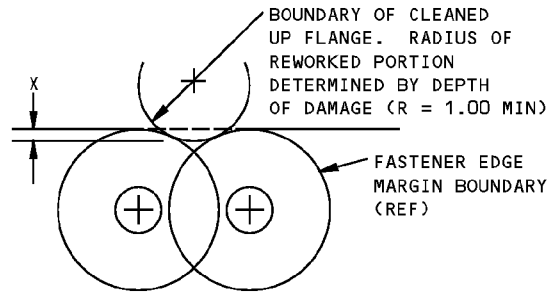 BOUNDARY OF CLEANED
UP FLANGE. RADIUS OF
REWORKED PORTION
DETERMINED BY DEPTH
OF DAMAGE (R = 1.00 MIN)
X
FASTENER EDGE
MARGIN BOUNDARY
(REF)